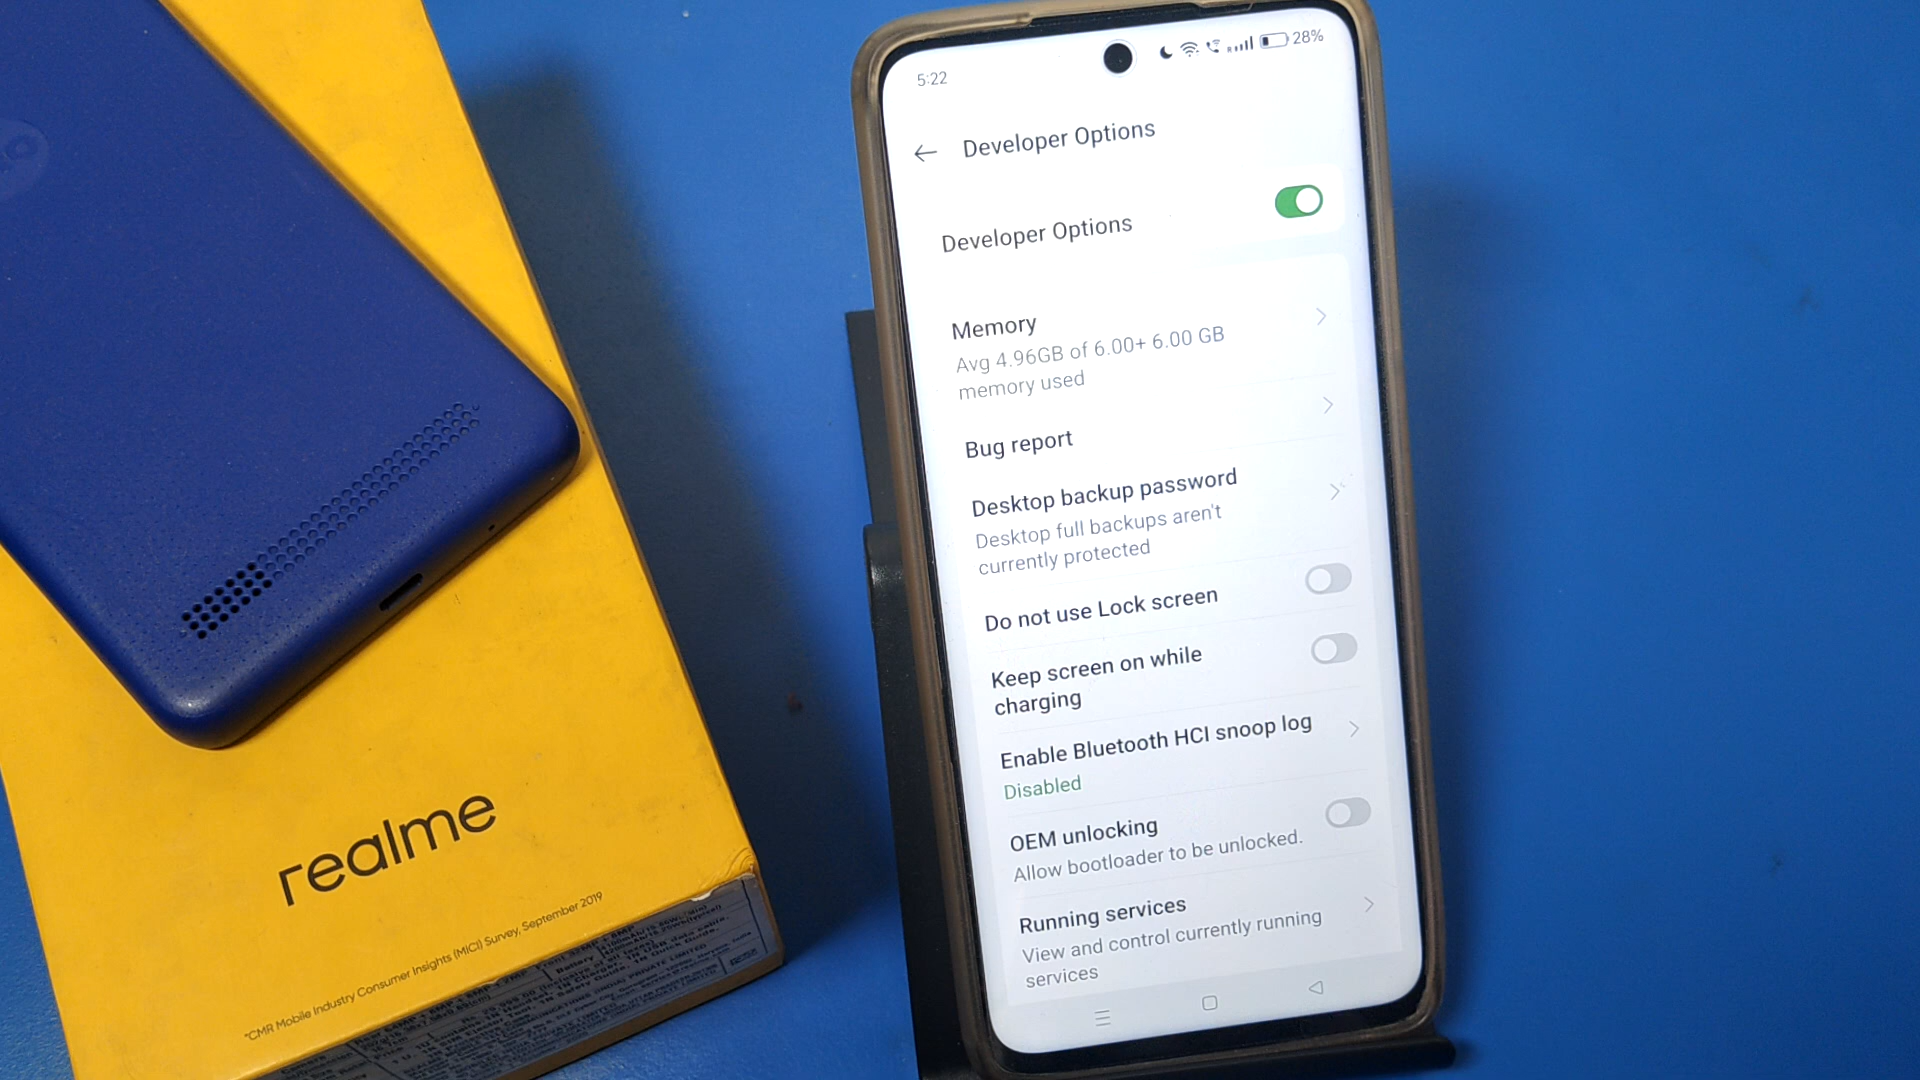 realme
*CMR Mobile Industry Consumer Insights (MICI) Survey, September 2019
5:22
28%
Developer Options
Developer Options
Memory
Avg 4.96GB of 6.00+ 6.00 GB
memory used
Bug report
Desktop backup password
Desktop full backups aren't
currently protected
Do not use Lock screen
Keep screen on while
charging
Enable Bluetooth HCI snoop log
Disabled
OEM unlocking
Allow bootloader to be unlocked.
Running services
View and control currently running
services